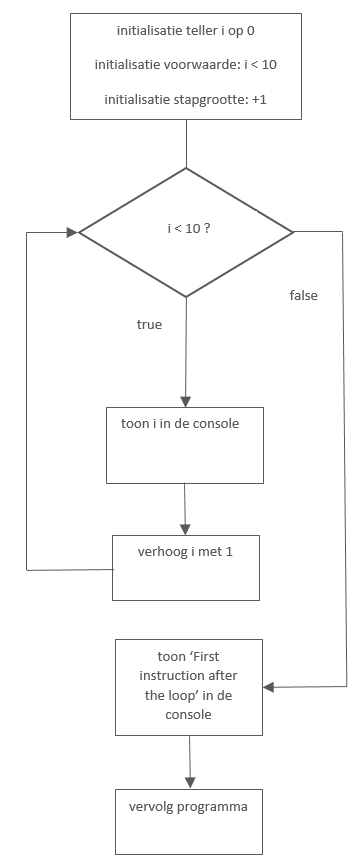 initialisatie teller i op 0
initialisatie voorwaarde: i < 10
initialisatie stapgrootte: +1
i < 10 ?
true
false
toon i in de console
verhoog i met 1
toon ‘First
instruction after
the loop’ in de
console
vervolg programma